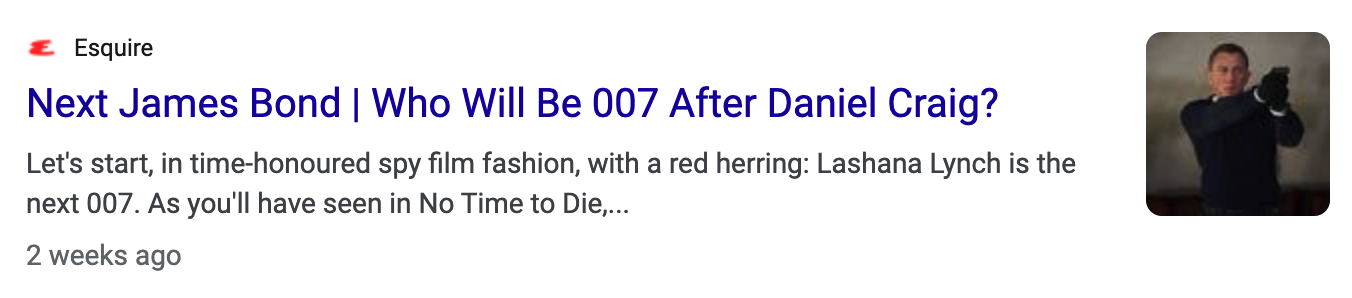 Esquire
Next James Bond | Who Will Be 007 After Daniel Craig?
Let's start, in time-honoured spy film fashion, with a red herring: Lashana Lynch is the
next 007. As you'll have seen in No Time to Die,...
2 weeks ago